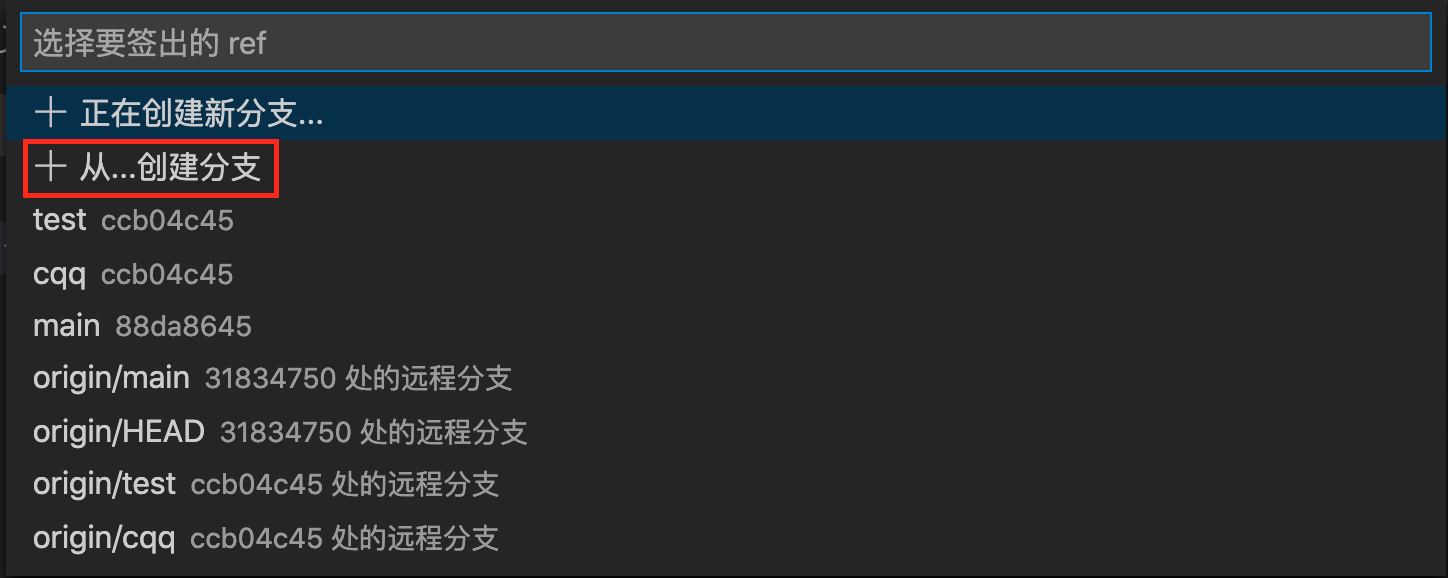 选择要签出的 ref
正在创建新分支...
从...创建分支
test ccb04c45
cqq ccb04c45
main 88da8645
origin/main 31834750 处的远程分支
origin/HEAD 31834750 处的远程分支
origin/test ccb04c45 处的远程分支
origin/cqq ccb04c45 处的远程分支